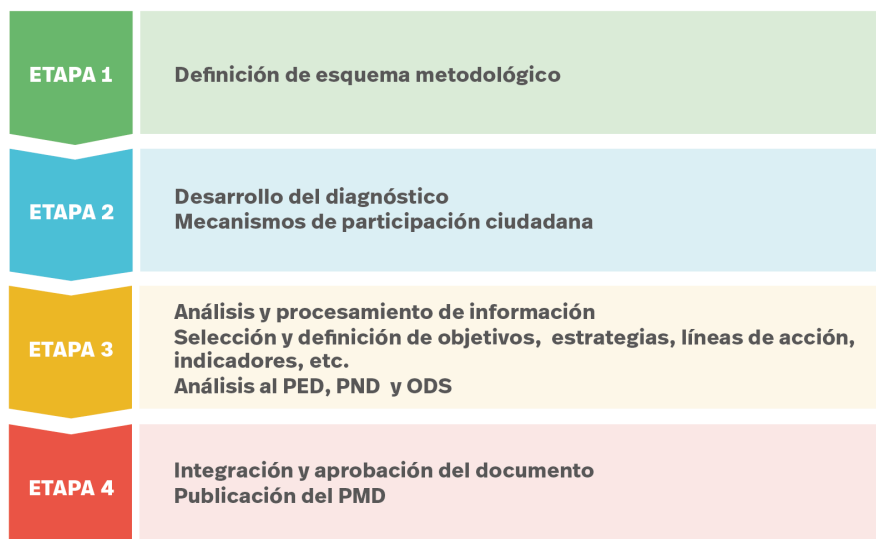 ETAPA 1
Definición de esquema metodológico
ETAPA 2
Desarrollo del diagnóstico
Mecanismos de participación ciudadana
ETAPA 3
Análisis y procesamiento de información
Selección y definición de objetivos,  estrategias, líneas de acción,
indicadores, etc.
Análisis al PED, PND  y ODS
ETAPA 4
Integración y aprobación del documento
Publicación del PMD